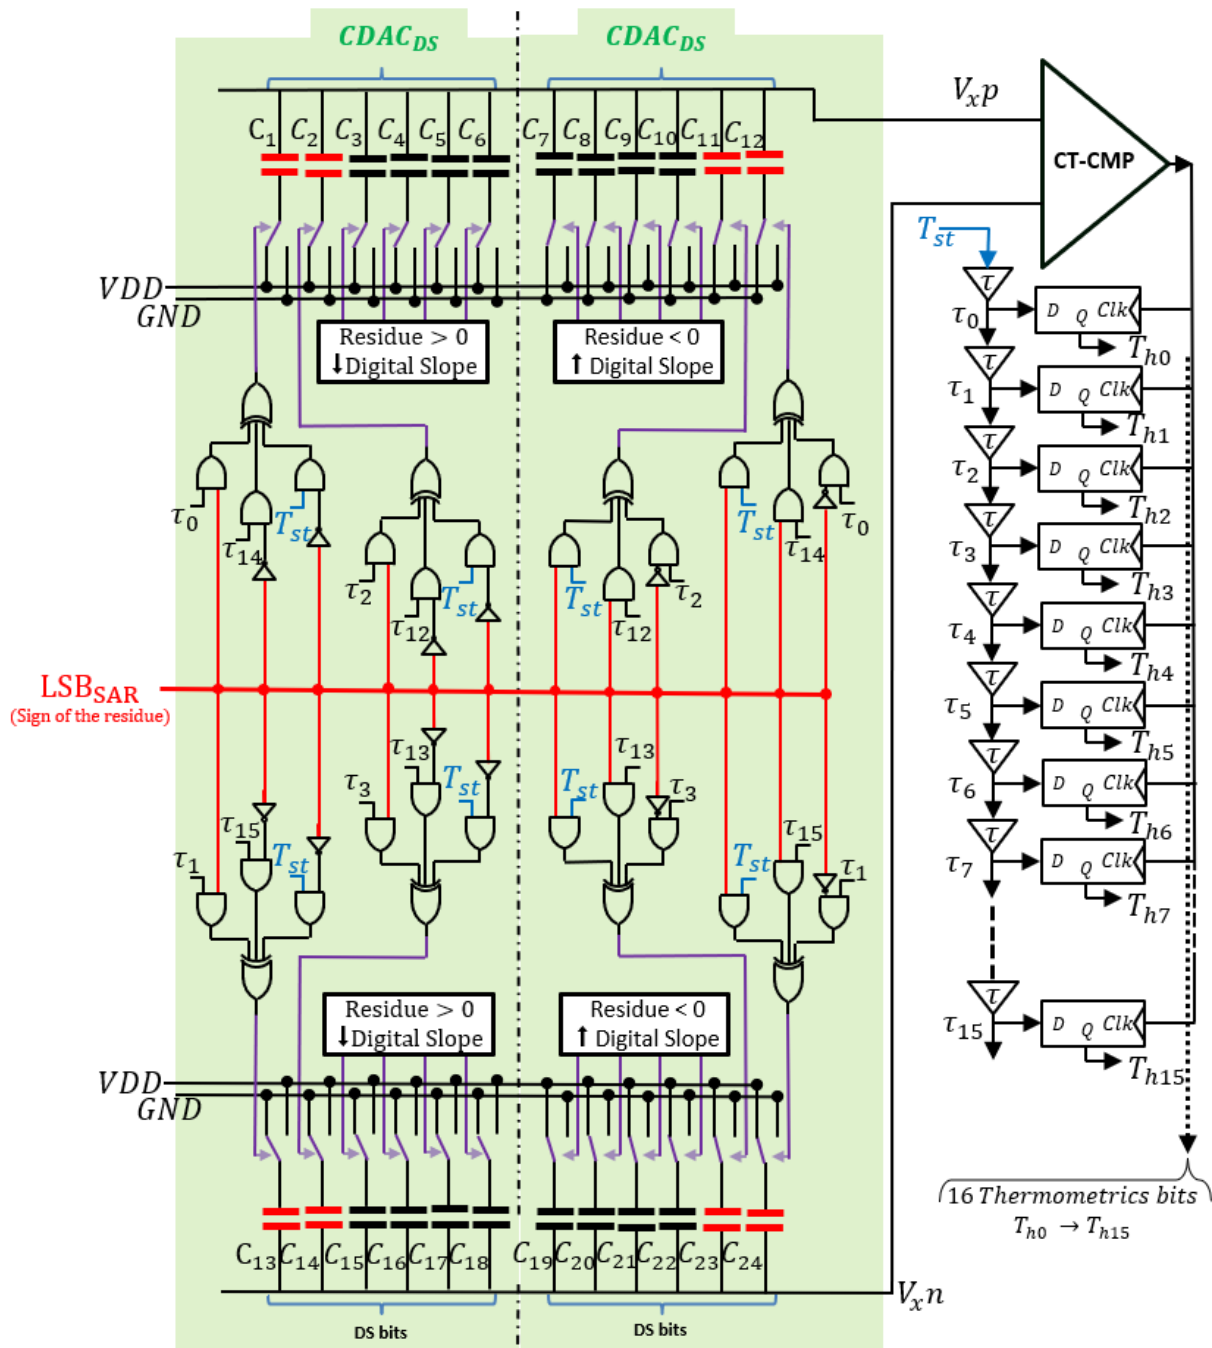 CDAC_DS CDAC_DS
C_1 C_2 C_3 C_4 C_5 C_6 C_7 C_8 C_9 C_10 C_11 C_12
V_xp
CT-CMP
T_st
VDD
GND
Residue > 0
↓Digital Slope
Residue < 0
↑ Digital Slope
τ
τ_0
D Q Clk
T_h0
τ
τ_1
D Q Clk
T_h1
τ
τ_2
D Q Clk
T_h2
τ
τ_3
D Q Clk
T_h3
τ
τ_4
D Q Clk
T_h4
τ
τ_5
D Q Clk
T_h5
τ
τ_6
D Q Clk
T_h6
τ
τ_7
D Q Clk
T_h7
τ
τ_15
D Q Clk
T_h15
τ_0 T_st τ_14 T_st τ_14 τ_0
τ_2 T_st τ_12 T_st τ_12 τ_2
LSB_SAR
(Sign of the residue)
τ_13 T_st τ_3 T_st τ_13 τ_3
τ_15 T_st τ_1 T_st τ_15 τ_1
Residue > 0
↓Digital Slope
Residue < 0
↑ Digital Slope
VDD
GND
C_13 C_14 C_15 C_16 C_17 C_18 C_19 C_20 C_21 C_22 C_23 C_24
V_xn
DS bits DS bits
16 Thermometrics bits
T_h0 → T_h15